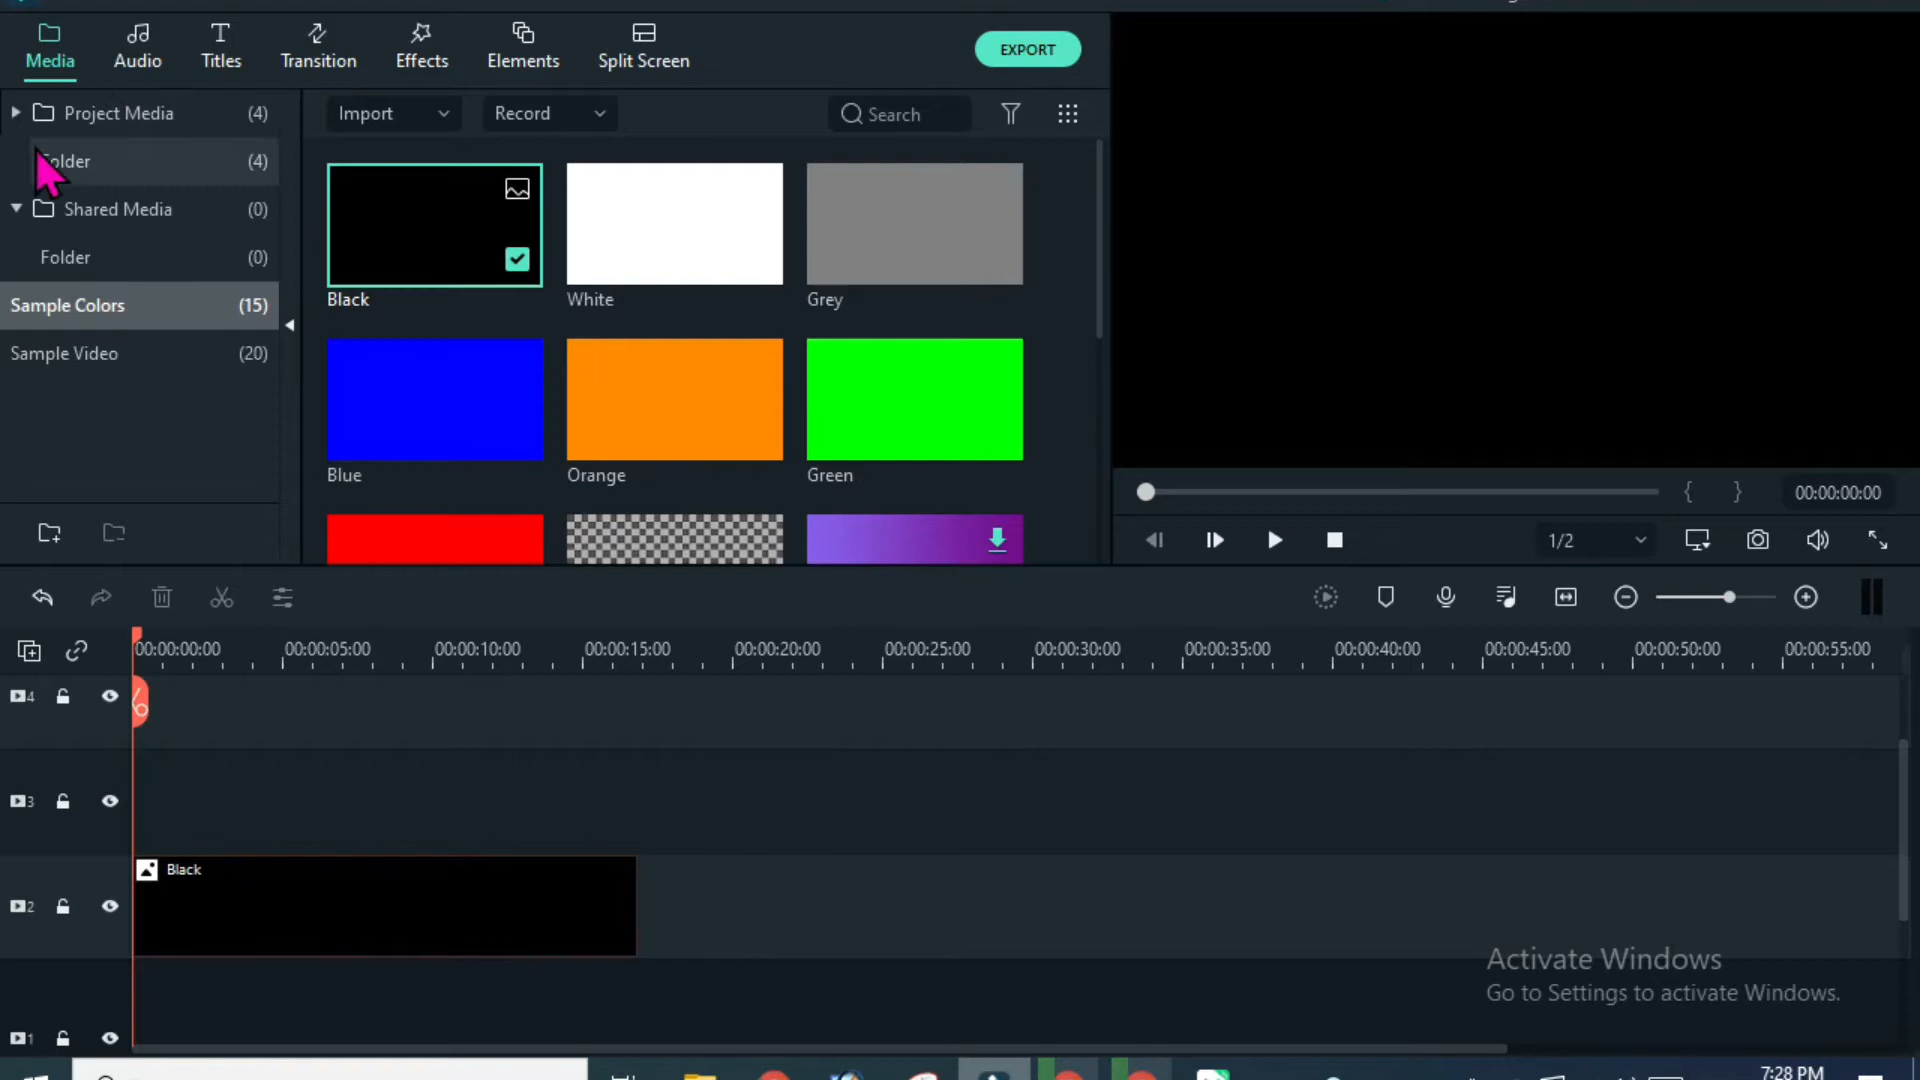 Media
Audio
Titles
Transition
Effects
Elements
Split Screen
EXPORT
Project Media (4)
Folder (4)
Shared Media (0)
Folder (0)
Sample Colors (15)
Sample Video (20)
Import
Record
Search
Black
White
Grey
Blue
Orange
Green
00:00:00:00
1/2
00:00:00:00 00:00:05:00 00:00:10:00 00:00:15:00 00:00:20:00 00:00:25:00 00:00:30:00 00:00:35:00 00:00:40:00 00:00:45:00 00:00:50:00 00:00:55:00
4
3
2
Black
1
Activate Windows
Go to Settings to activate Windows.
7:28 PM